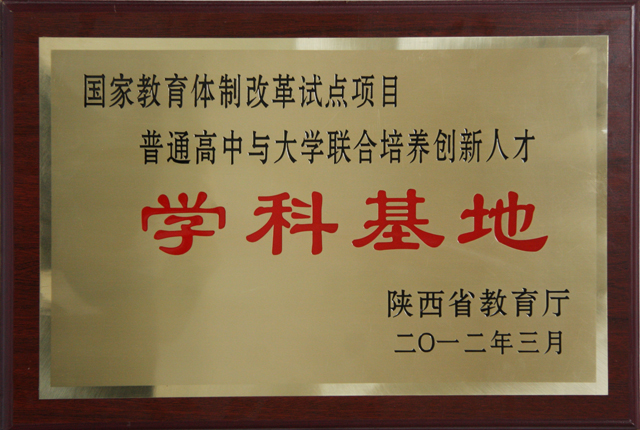 国家教育体制改革试点项目
普通高中与大学联合培养创新人才
学科基地
陕西省教育厅
二〇一二年三月